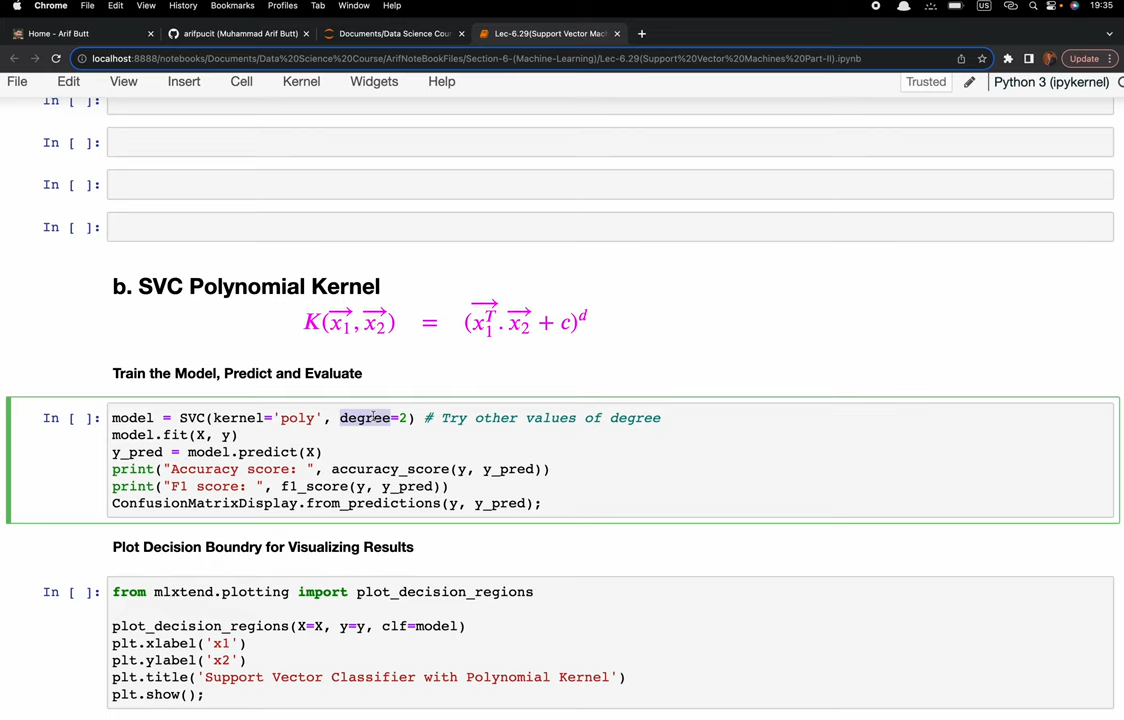 Chrome File Edit View History Bookmarks Profiles Tab Window Help US 19:35
Home - Arif Butt arifpucit (Muhammad Arif Butt) Documents/Data Science Cou Lec-6.29(Support Vector Mac
localhost:8888/notebooks/Documents/Data%20Science%20Course/ArifNoteBookFiles/Section-6-(Machine-Learning)/Lec-6.29(Support%20Vector%20Machines%20Part-II).ipynb Update
File Edit View Insert Cell Kernel Widgets Help Trusted Python 3 (ipykernel)
In [ ]:
In [ ]:
In [ ]:
In [ ]:
b. SVC Polynomial Kernel
K(x₁, x₂) = (x₁ᵀ. x₂ + c)ᵈ
Train the Model, Predict and Evaluate
In [ ]: model = SVC(kernel='poly', degree=2) # Try other values of degree
model.fit(X, y)
y_pred = model.predict(X)
print("Accuracy score: ", accuracy_score(y, y_pred))
print("F1 score: ", f1_score(y, y_pred))
ConfusionMatrixDisplay.from_predictions(y, y_pred);
Plot Decision Boundry for Visualizing Results
In [ ]: from mlxtend.plotting import plot_decision_regions
plot_decision_regions(X=X, y=y, clf=model)
plt.xlabel('x1')
plt.ylabel('x2')
plt.title('Support Vector Classifier with Polynomial Kernel')
plt.show();